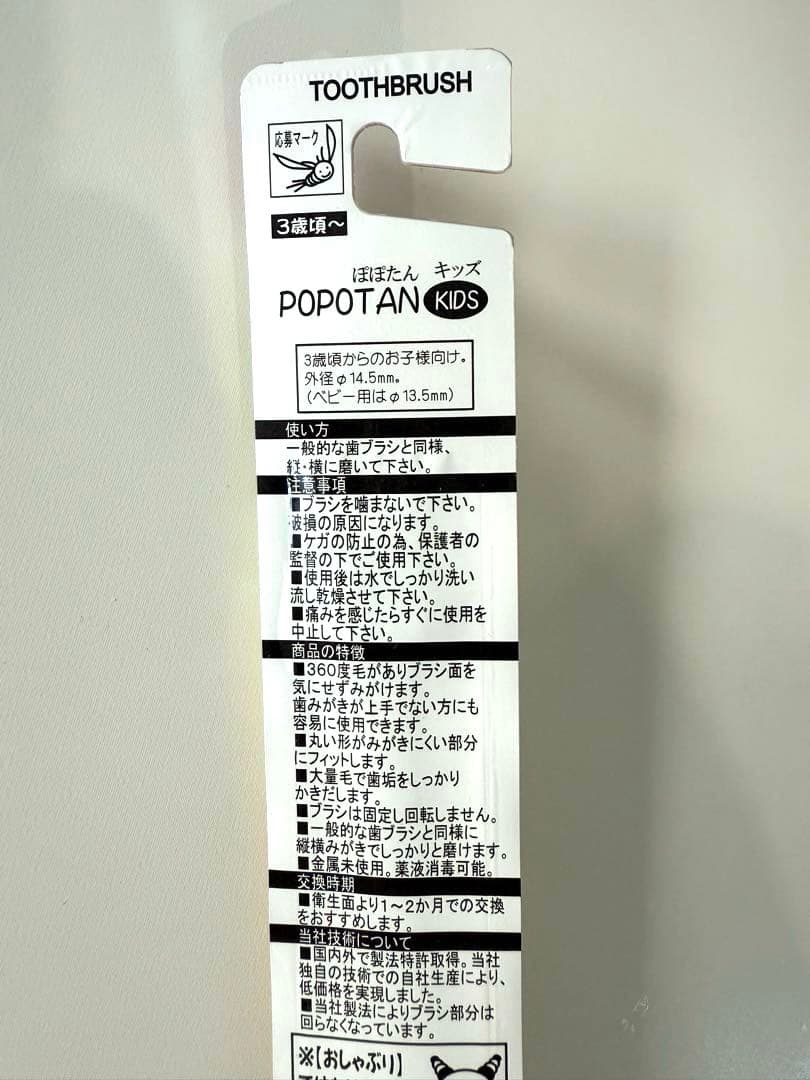 TOOTHBRUSH
応募マーク
3歳頃〜
ぽぽたん キッズ
POPOTAN KIDS
3歳頃からのお子様向け。
外径φ14.5mm。
(ベビー用はφ13.5mm)
使い方
一般的な歯ブラシと同様、
縦・横に磨いて下さい。
注意事項
■ブラシを噛まないで下さい。
破損の原因になります。
■ケガの防止の為、保護者の
監督の下でご使用下さい。
■使用後は水でしっかり洗い
流し乾燥させて下さい。
■痛みを感じたらすぐに使用を
中止して下さい。
商品の特徴
■360度毛がありブラシ面を
気にせずみがけます。
歯みがきが上手でない方にも
容易に使用できます。
■丸い形がみがきにくい部分
にフィットします。
■大量毛で歯垢をしっかり
かきだします。
■ブラシは固定し回転しません。
■一般的な歯ブラシと同様に
縦横みがきでしっかりと磨けます。
■金属未使用。薬液消毒可能。
交換時期
■衛生面より1〜2か月での交換
をおすすめします。
当社技術について
■国内外で製法特許取得。当社
独自の技術での自社生産により、
低価格を実現しました。
■当社製法によりブラシ部分は
回らなくなっています。
※【おしゃぶり】